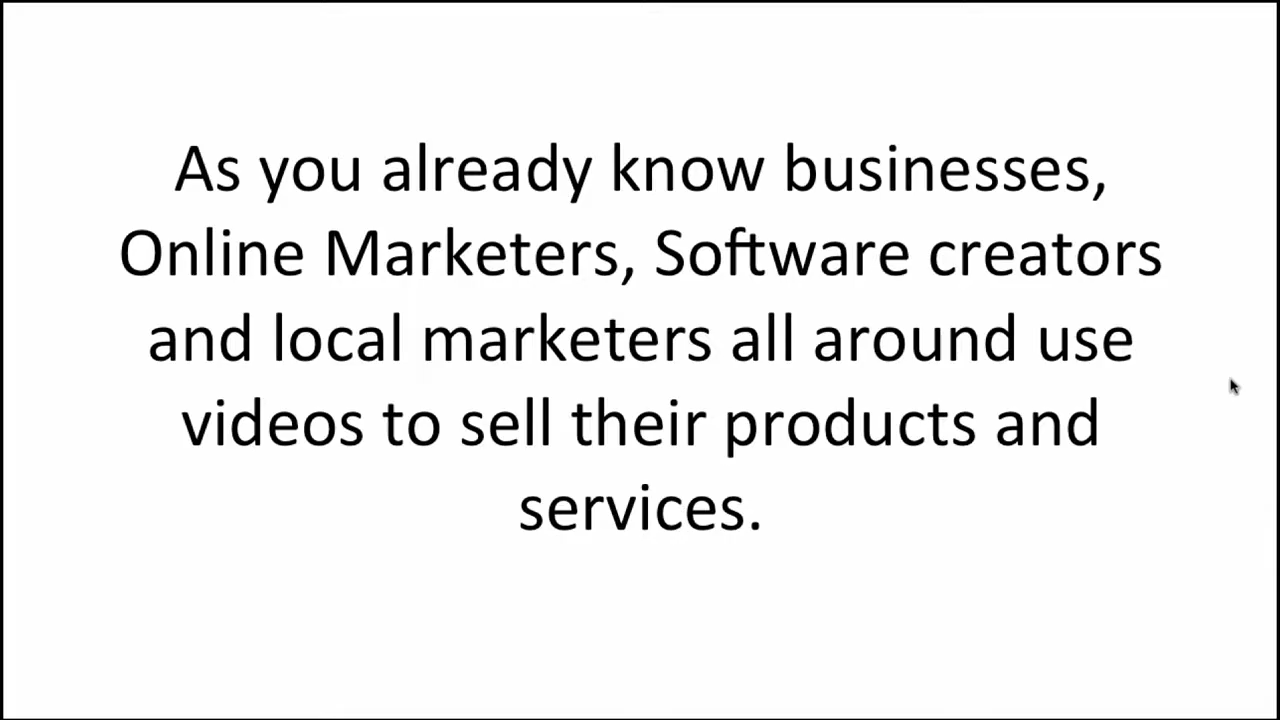 As you already know businesses,
Online Marketers, Software creators
and local marketers all around use
videos to sell their products and
services.